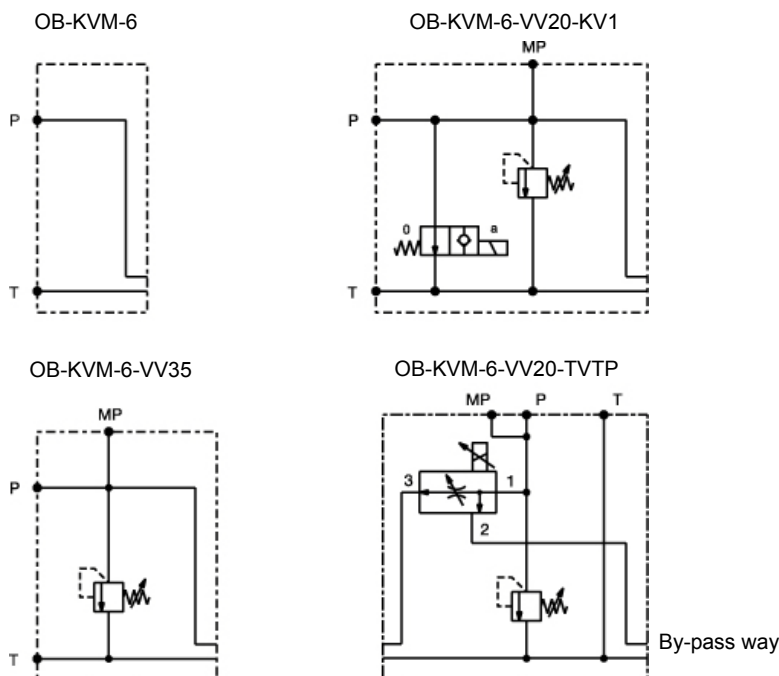 OB-KVM-6
P
T
OB-KVM-6-VV20-KV1
MP
P
0 a
T
OB-KVM-6-VV35
MP
P
T
OB-KVM-6-VV20-TVTP
MP P T
3 1
2
By-pass way